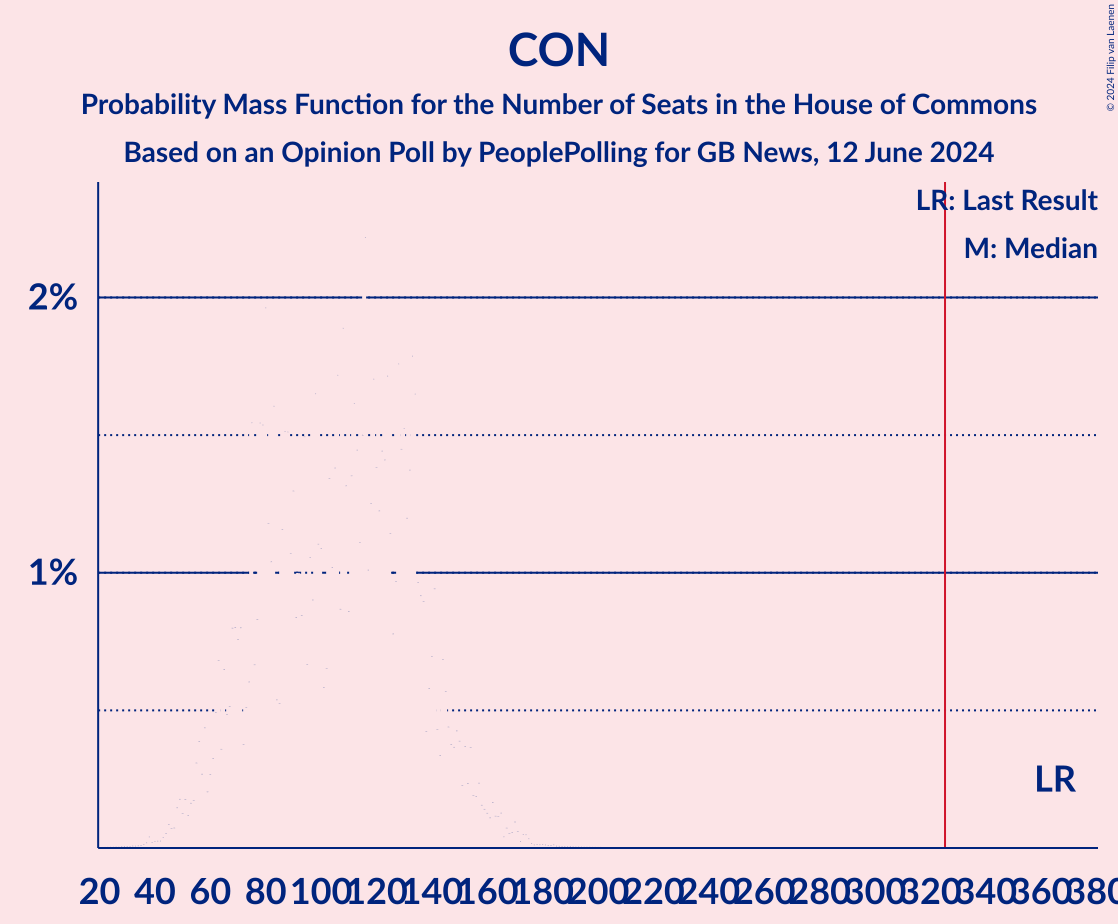 CON
Probability Mass Function for the Number of Seats in the House of Commons
Based on an Opinion Poll by PeoplePolling for GB News, 12 June 2024
© 2024 Filip van Laenen
LR: Last Result
M: Median
2%
1%
LR
20 40 60 80 100 120 140 160 180 200 220 240 260 280 300 320 340 360 380